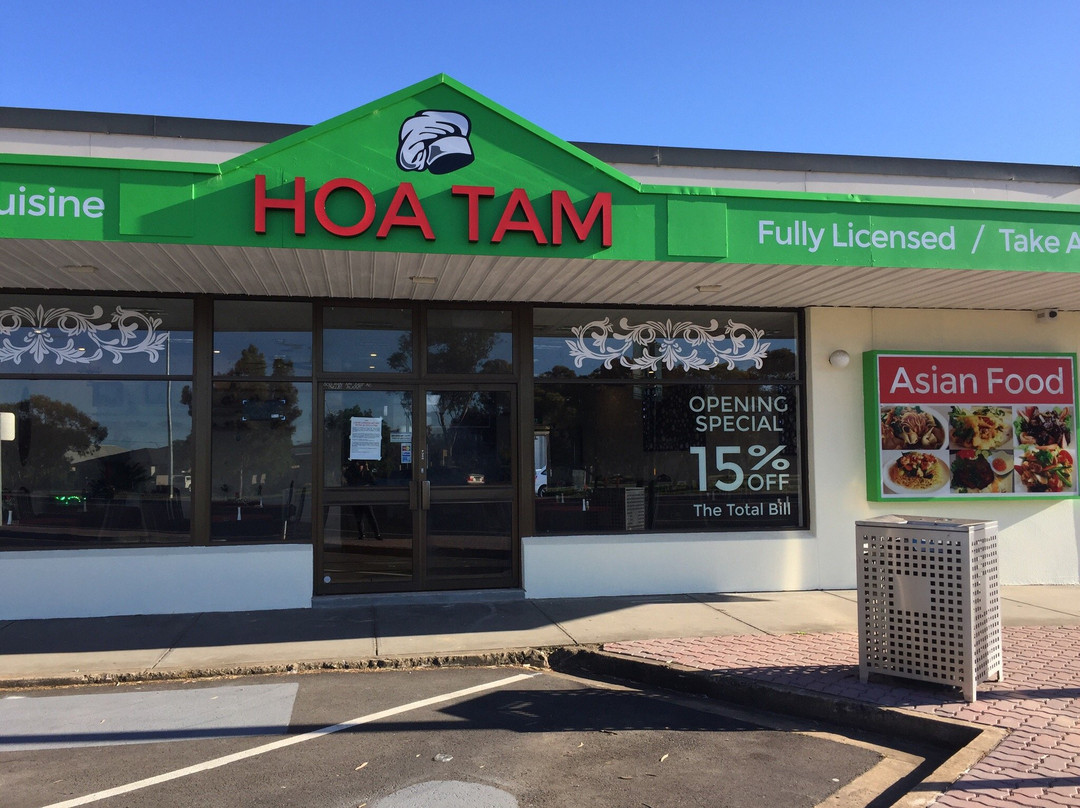 uisine
HOA TAM
Fully Licensed / Take A
Asian Food
OPENING
SPECIAL
15% OFF
The Total Bill